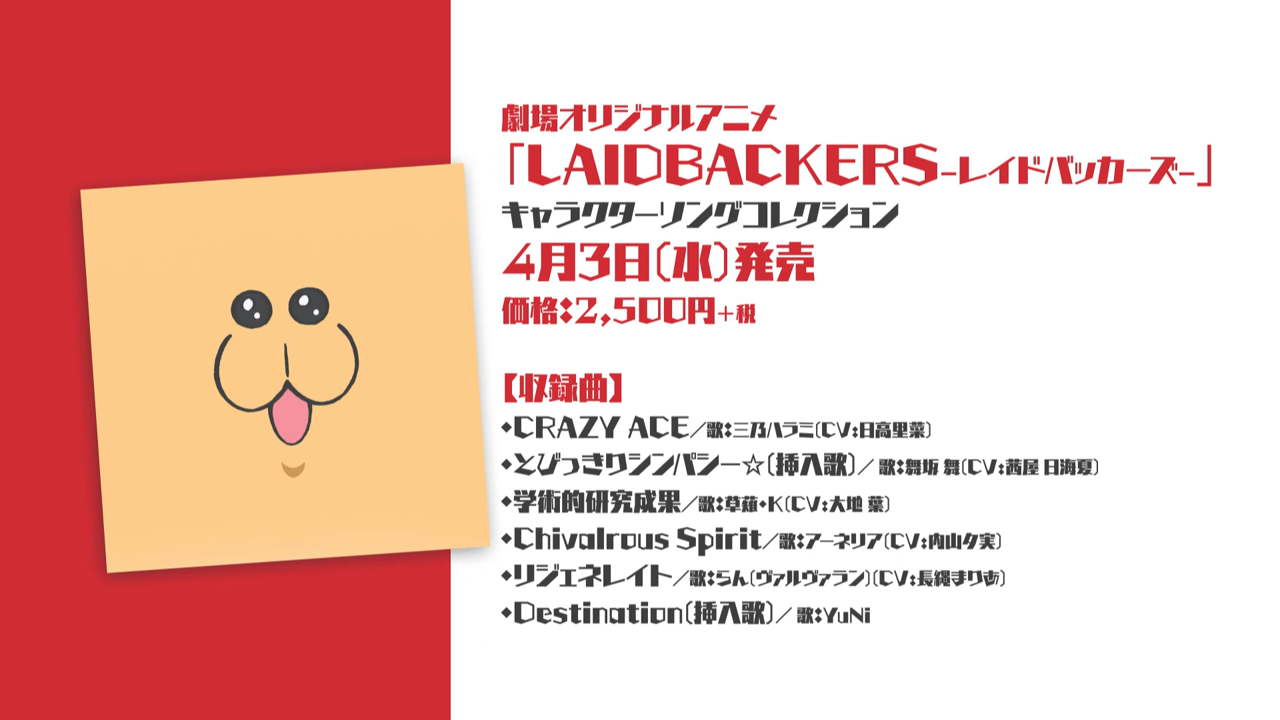 劇場オリジナルアニメ
「LAIDBACKERS-レイドバッカーズ-」
キャラクターソングコレクション
4月3日(水)発売
価格:2,500円+税
【収録曲】
◆CRAZY ACE/歌:三乃ハラミ(CV:日高里菜)
◆とびっきりシンパシー☆(挿入歌)/ 歌:舞坂 舞(CV:茜屋 日海夏)
◆学術的研究成果/歌:草薙・K(CV:大地 葉)
◆Chivalrous Spirit/歌:アーネリア(CV:内山夕実)
◆リジェネレイト/歌:らん(ヴァルヴァラン)(CV:長縄まりあ)
◆Destination(挿入歌)/ 歌:YuNi